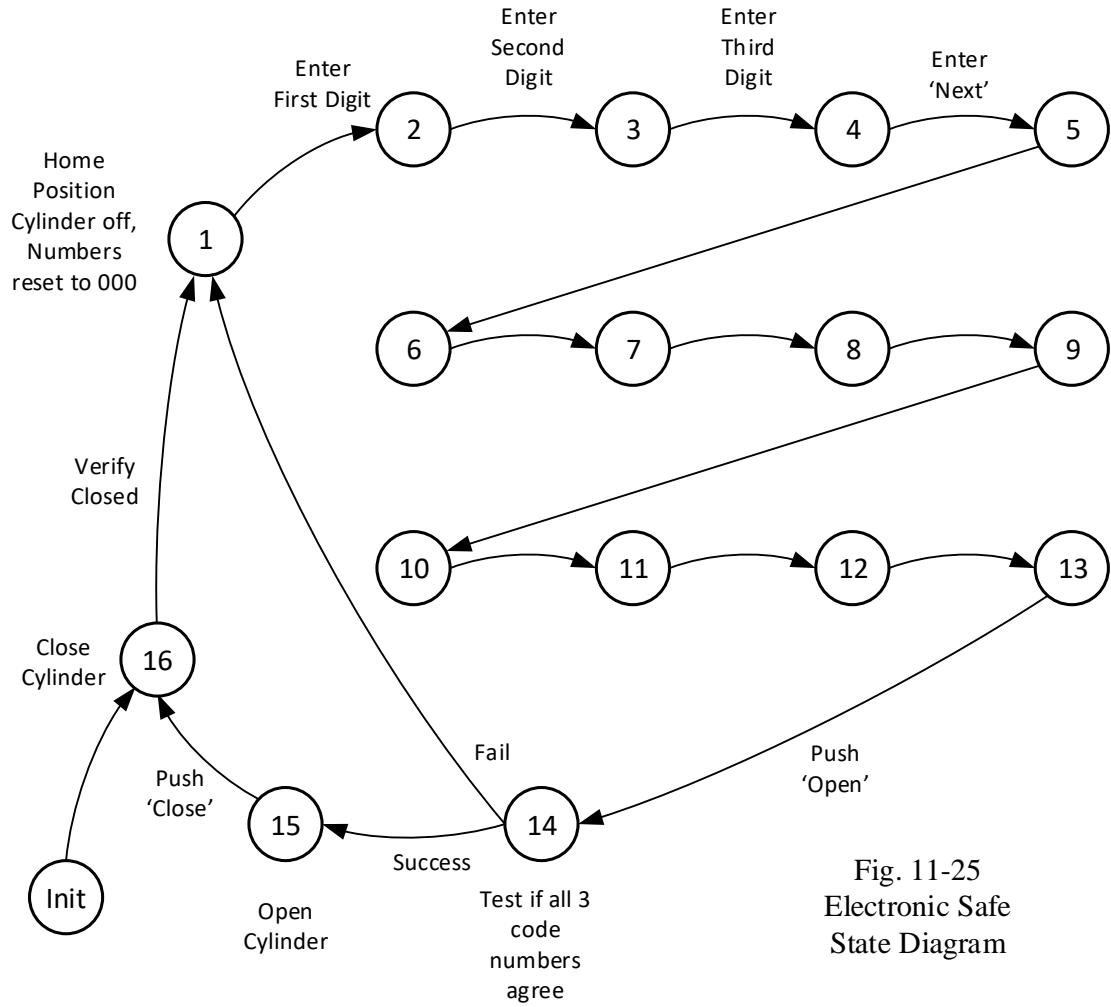 Enter
Second
Digit
Enter
Third
Digit
Enter
‘Next’
Enter
First Digit
2
3
4
5
Home
Position
Cylinder off,
Numbers
reset to 000
1
6
7
8
9
Verify
Closed
10
11
12
13
Close
Cylinder
16
Push
‘Close’
Fail
Push
‘Open’
15
14
Success
Init
Open
Cylinder
Test if all 3
code
numbers
agree
Fig. 11-25
Electronic Safe
State Diagram